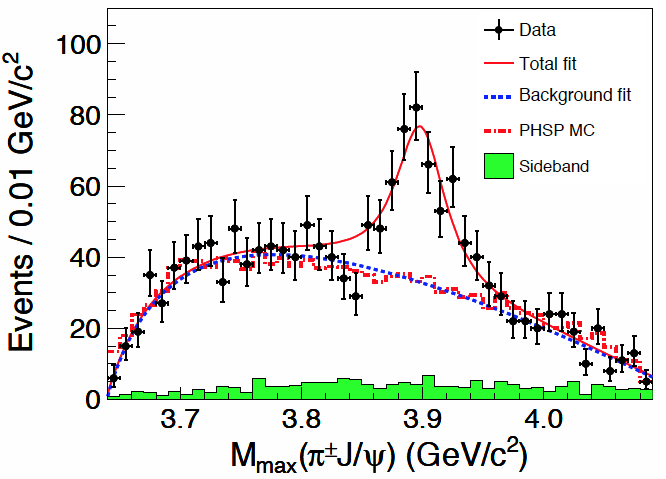 Events / 0.01 GeV/c²
100
80
60
40
20
0
Data
Total fit
Background fit
PHSP MC
Sideband
3.7 3.8 3.9 4.0
M_max(π±J/ψ) (GeV/c²)